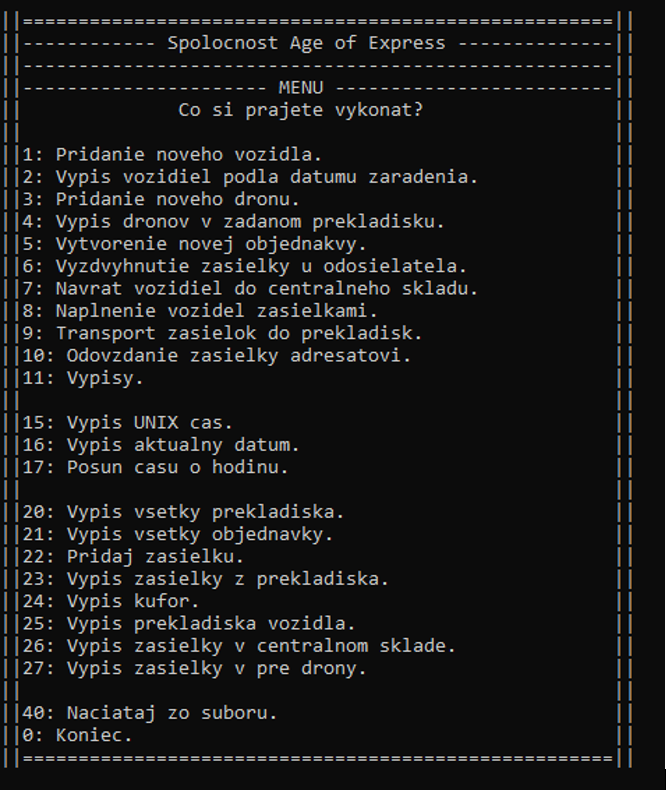 ||=====================================================||
||------------ Spolocnost Age of Express --------------||
||-----------------------------------------------------||
||---------------------- MENU -------------------------||
||              Co si prajete vykonat?                 ||
||                                                     ||
||1: Pridanie noveho vozidla.                          ||
||2: Vypis vozidiel podla datumu zaradenia.            ||
||3: Pridanie noveho dronu.                            ||
||4: Vypis dronov v zadanom prekladisku.               ||
||5: Vytvorenie novej objednakvy.                      ||
||6: Vyzdvyhnutie zasielky u odosielatela.             ||
||7: Navrat vozidiel do centralneho skladu.            ||
||8: Naplnenie vozidel zasielkami.                     ||
||9: Transport zasielok do prekladisk.                 ||
||10: Odovzdanie zasielky adresatovi.                  ||
||11: Vypisy.                                          ||
||                                                     ||
||15: Vypis UNIX cas.                                  ||
||16: Vypis aktualny datum.                            ||
||17: Posun casu o hodinu.                             ||
||                                                     ||
||20: Vypis vsetky prekladiska.                        ||
||21: Vypis vsetky objednavky.                         ||
||22: Pridaj zasielku.                                 ||
||23: Vypis zasielky z prekladiska.                    ||
||24: Vypis kufor.                                     ||
||25: Vypis prekladiska vozidla.                       ||
||26: Vypis zasielky v centralnom sklade.              ||
||27: Vypis zasielky v pre drony.                      ||
||                                                     ||
||40: Naciataj zo suboru.                              ||
||0: Koniec.                                           ||
||=====================================================||